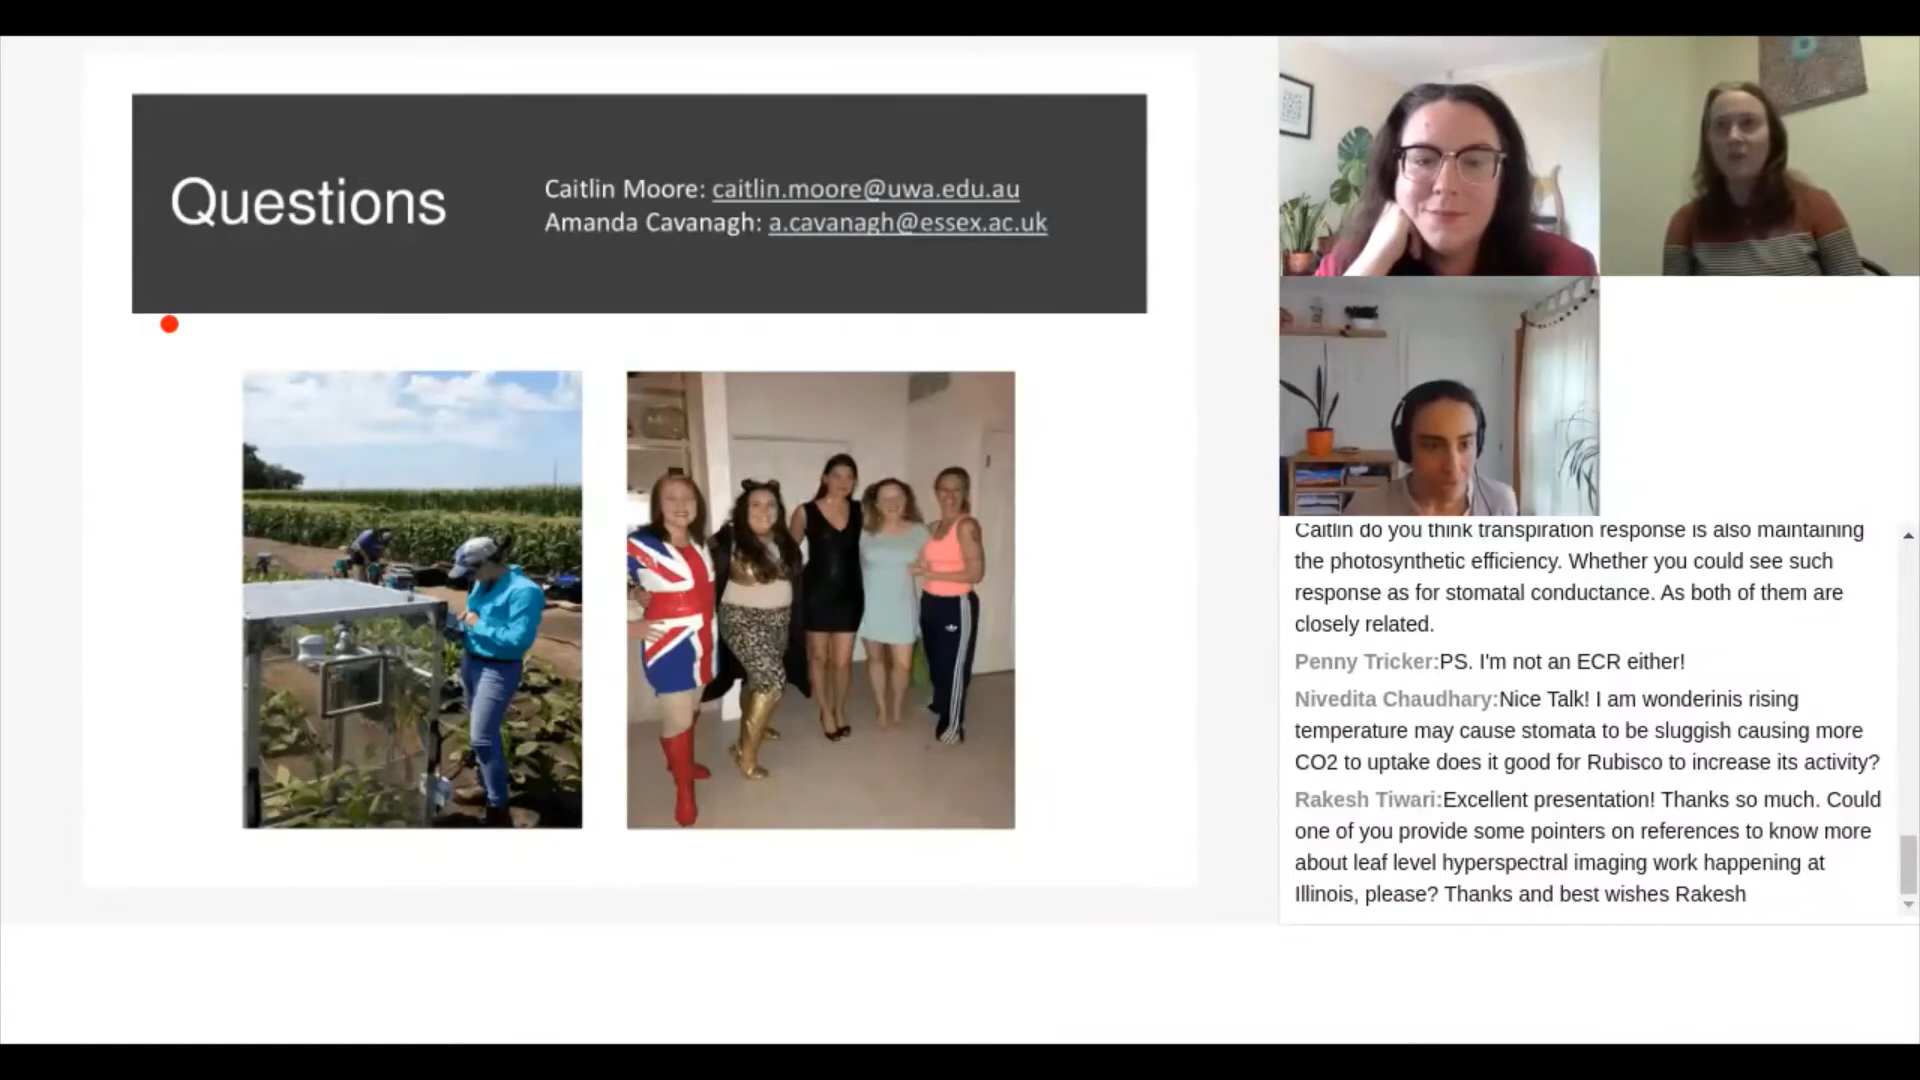 Questions
Caitlin Moore: caitlin.moore@uwa.edu.au
Amanda Cavanagh: a.cavanagh@essex.ac.uk
Caitlin do you think transpiration response is also maintaining
the photosynthetic efficiency. Whether you could see such
response as for stomatal conductance. As both of them are
closely related.
Penny Tricker:PS. I'm not an ECR either!
Nivedita Chaudhary:Nice Talk! I am wonderinis rising
temperature may cause stomata to be sluggish causing more
CO2 to uptake does it good for Rubisco to increase its activity?
Rakesh Tiwari:Excellent presentation! Thanks so much. Could
one of you provide some pointers on references to know more
about leaf level hyperspectral imaging work happening at
Illinois, please? Thanks and best wishes Rakesh